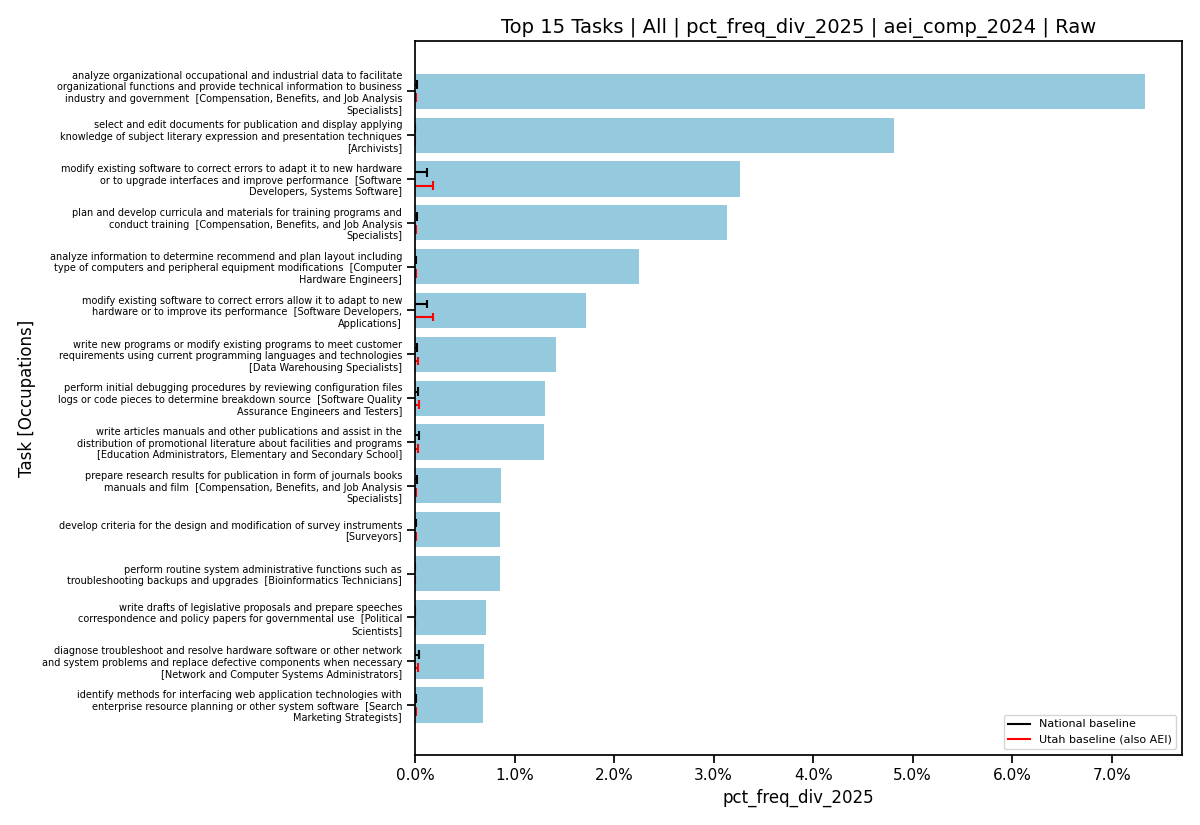 Top 15 Tasks | All | pct_freq_div_2025 | aei_comp_2024 | Raw
analyze organizational occupational and industrial data to facilitate
organizational functions and provide technical information to business
industry and government  [Compensation, Benefits, and Job Analysis
Specialists]
select and edit documents for publication and display applying
knowledge of subject literary expression and presentation techniques
[Archivists]
modify existing software to correct errors to adapt it to new hardware
or to upgrade interfaces and improve performance  [Software
Developers, Systems Software]
plan and develop curricula and materials for training programs and
conduct training  [Compensation, Benefits, and Job Analysis
Specialists]
analyze information to determine recommend and plan layout including
type of computers and peripheral equipment modifications  [Computer
Hardware Engineers]
modify existing software to correct errors allow it to adapt to new
hardware or to improve its performance  [Software Developers,
Applications]
write new programs or modify existing programs to meet customer
requirements using current programming languages and technologies
[Data Warehousing Specialists]
perform initial debugging procedures by reviewing configuration files
logs or code pieces to determine breakdown source  [Software Quality
Assurance Engineers and Testers]
write articles manuals and other publications and assist in the
distribution of promotional literature about facilities and programs
[Education Administrators, Elementary and Secondary School]
prepare research results for publication in form of journals books
manuals and film  [Compensation, Benefits, and Job Analysis
Specialists]
develop criteria for the design and modification of survey instruments
[Surveyors]
perform routine system administrative functions such as
troubleshooting backups and upgrades  [Bioinformatics Technicians]
write drafts of legislative proposals and prepare speeches
correspondence and policy papers for governmental use  [Political
Scientists]
diagnose troubleshoot and resolve hardware software or other network
and system problems and replace defective components when necessary
[Network and Computer Systems Administrators]
identify methods for interfacing web application technologies with
enterprise resource planning or other system software  [Search
Marketing Strategists]
Task [Occupations]
National baseline
Utah baseline (also AEI)
0.0% 1.0% 2.0% 3.0% 4.0% 5.0% 6.0% 7.0%
pct_freq_div_2025